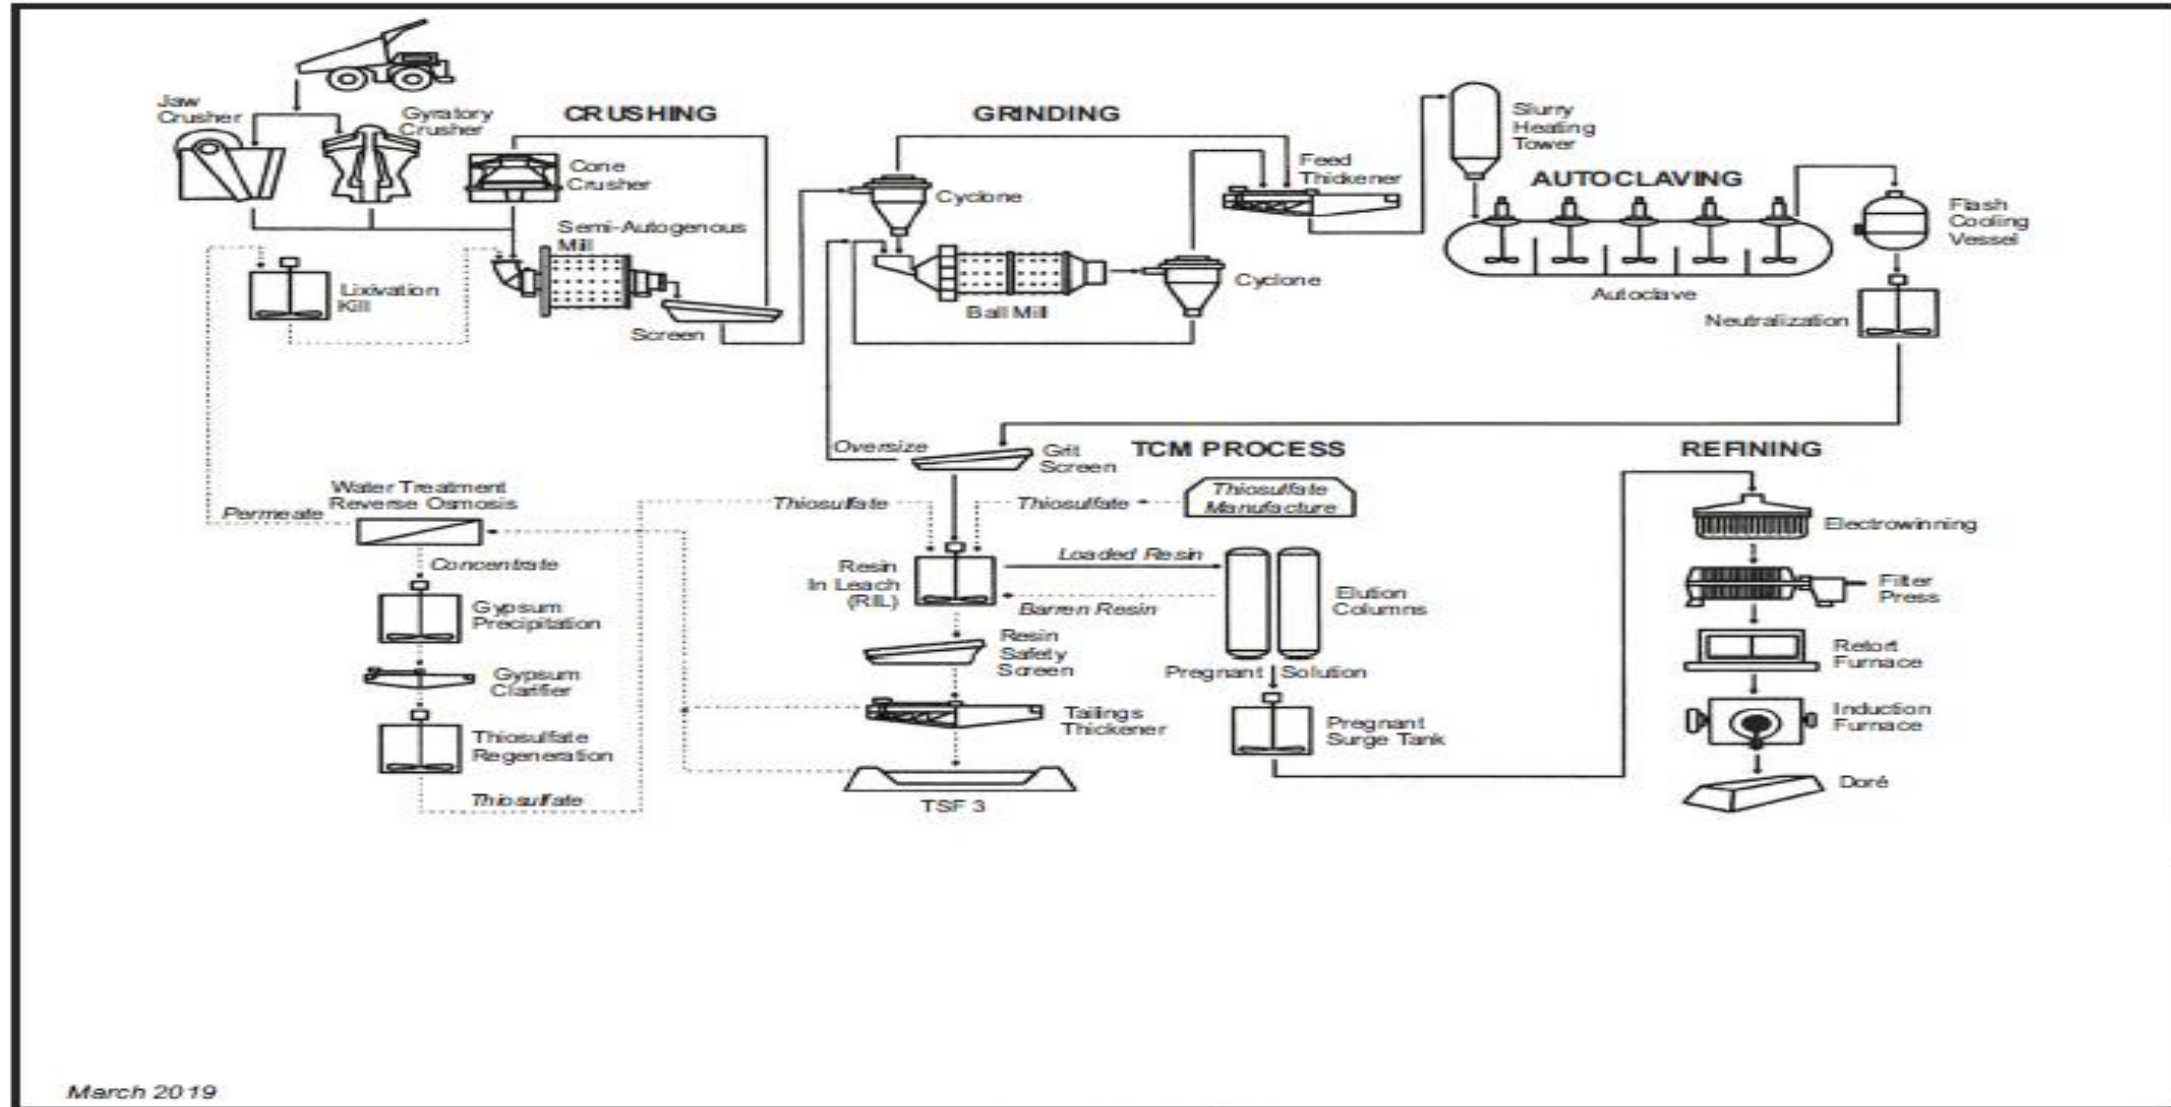 Jaw
Crusher
Gyratory
Crusher
CRUSHING
Cone
Crusher
Semi-Autogenous
Mill
Lixivation
Kill
Screen
GRINDING
Cyclone
Feed
Thickener
Ball Mill
Cyclone
Slurry
Heating
Tower
AUTOCLAVING
Autoclave
Flash
Cooling
Vessel
Neutralization
Oversize
Grit
Screen
TCM PROCESS
REFINING
Water Treatment
Reverse Osmosis
Permeate
Concentrate
Gypsum
Precipitation
Gypsum
Clarifier
Thiosulfate
Regeneration
Thiosulfate
Thiosulfate
Thiosulfate
Thiosulfate
Manufacture
Resin
In Leach
(RIL)
Loaded Resin
Barren Resin
Elution
Columns
Resin
Safety
Screen
Pregnant Solution
Tailings
Thickener
Pregnant
Surge Tank
TSF 3
Electrowinning
Filter
Press
Retort
Furnace
Induction
Furnace
Doré
March 2019